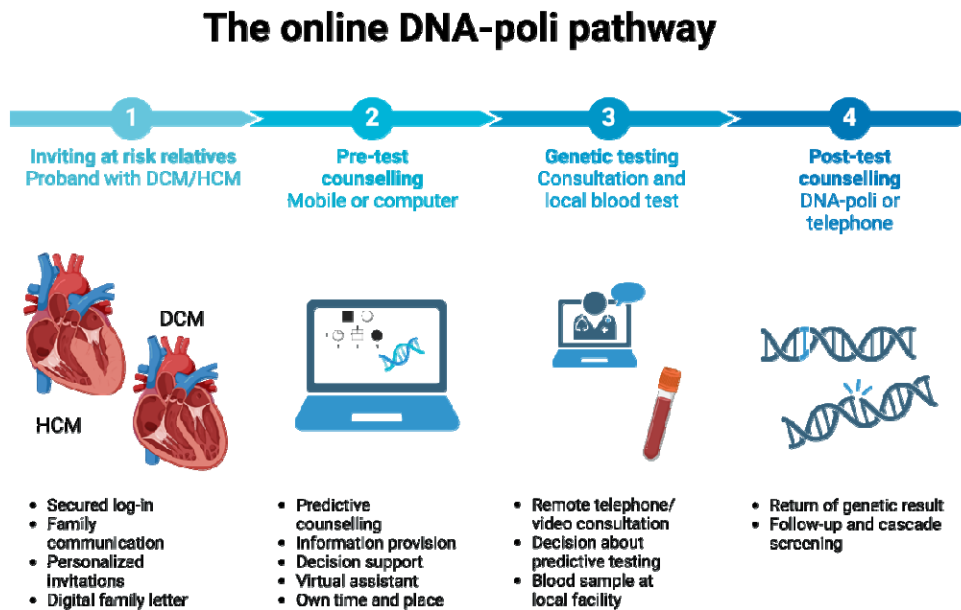 The online DNA-poli pathway
1
2
3
4
Inviting at risk relatives
Proband with DCM/HCM
Pre-test
counselling
Mobile or computer
Genetic testing
Consultation and
local blood test
Post-test
counselling
DNA-poli or
telephone
DCM
HCM
• Secured log-in
• Family
communication
• Personalized
invitations
• Digital family letter
• Predictive
counselling
• Information provision
• Decision support
• Virtual assistant
• Own time and place
• Remote telephone/
video consultation
• Decision about
predictive testing
• Blood sample at
local facility
• Return of genetic result
• Follow-up and cascade
screening